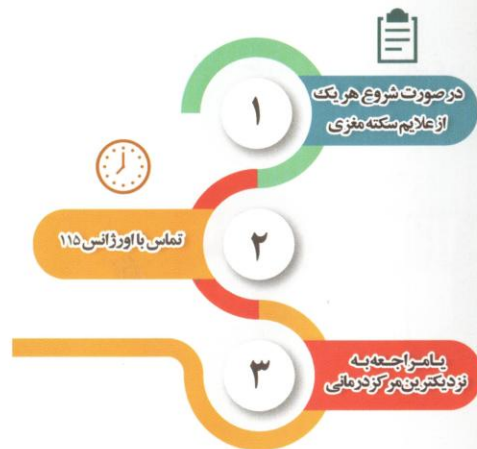 ۱
در صورت شروع هر یک
از علایم سکته مغزی
۲
تماس با اورژانس ۱۱۵
۳
یا مراجعه به
نزدیکترین مرکز درمانی